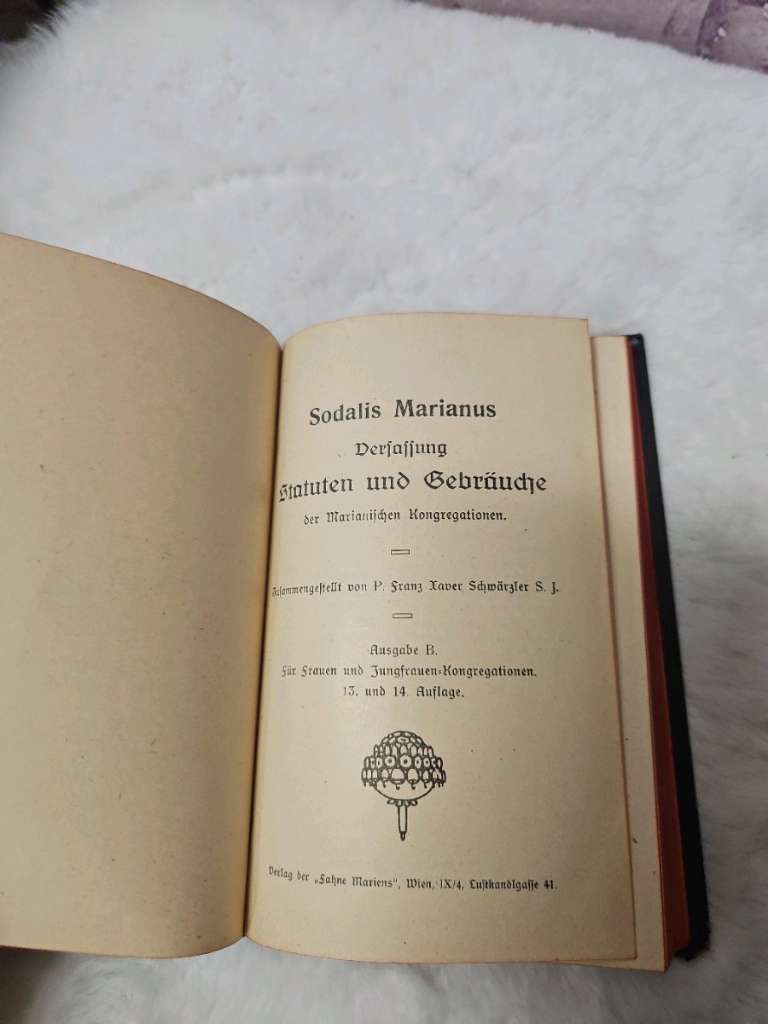 Sodalis Marianus
Verfassung
Statuten und Gebräuche
der Marianischen Kongregationen.
Zusammengestellt von P. Franz Xaver Schwärzler S. J.
Ausgabe B.
Für Frauen und Jungfrauen-Kongregationen.
13. und 14. Auflage.
Verlag der „Fahne Mariens", Wien, IX/4, Lustkandlgasse 41.